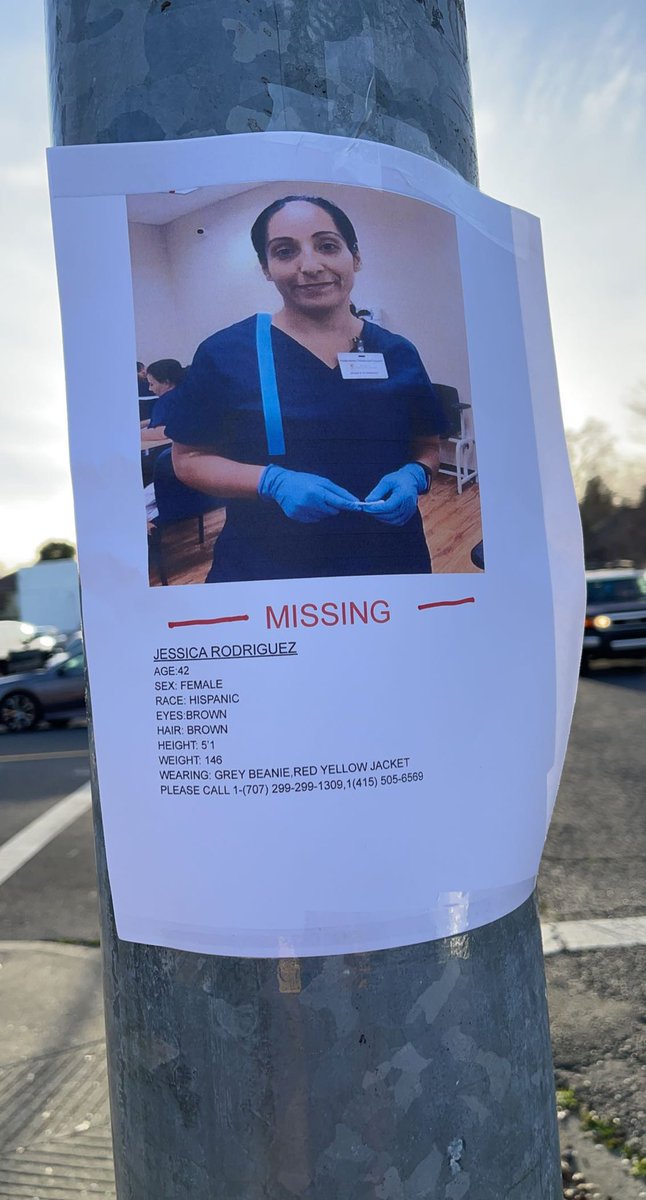 MISSING
JESSICA RODRIGUEZ
AGE:42
SEX: FEMALE
RACE: HISPANIC
EYES:BROWN
HAIR: BROWN
HEIGHT: 5'1
WEIGHT: 146
WEARING: GREY BEANIE,RED YELLOW JACKET
PLEASE CALL 1-(707) 299-299-1309,1(415) 505-6569